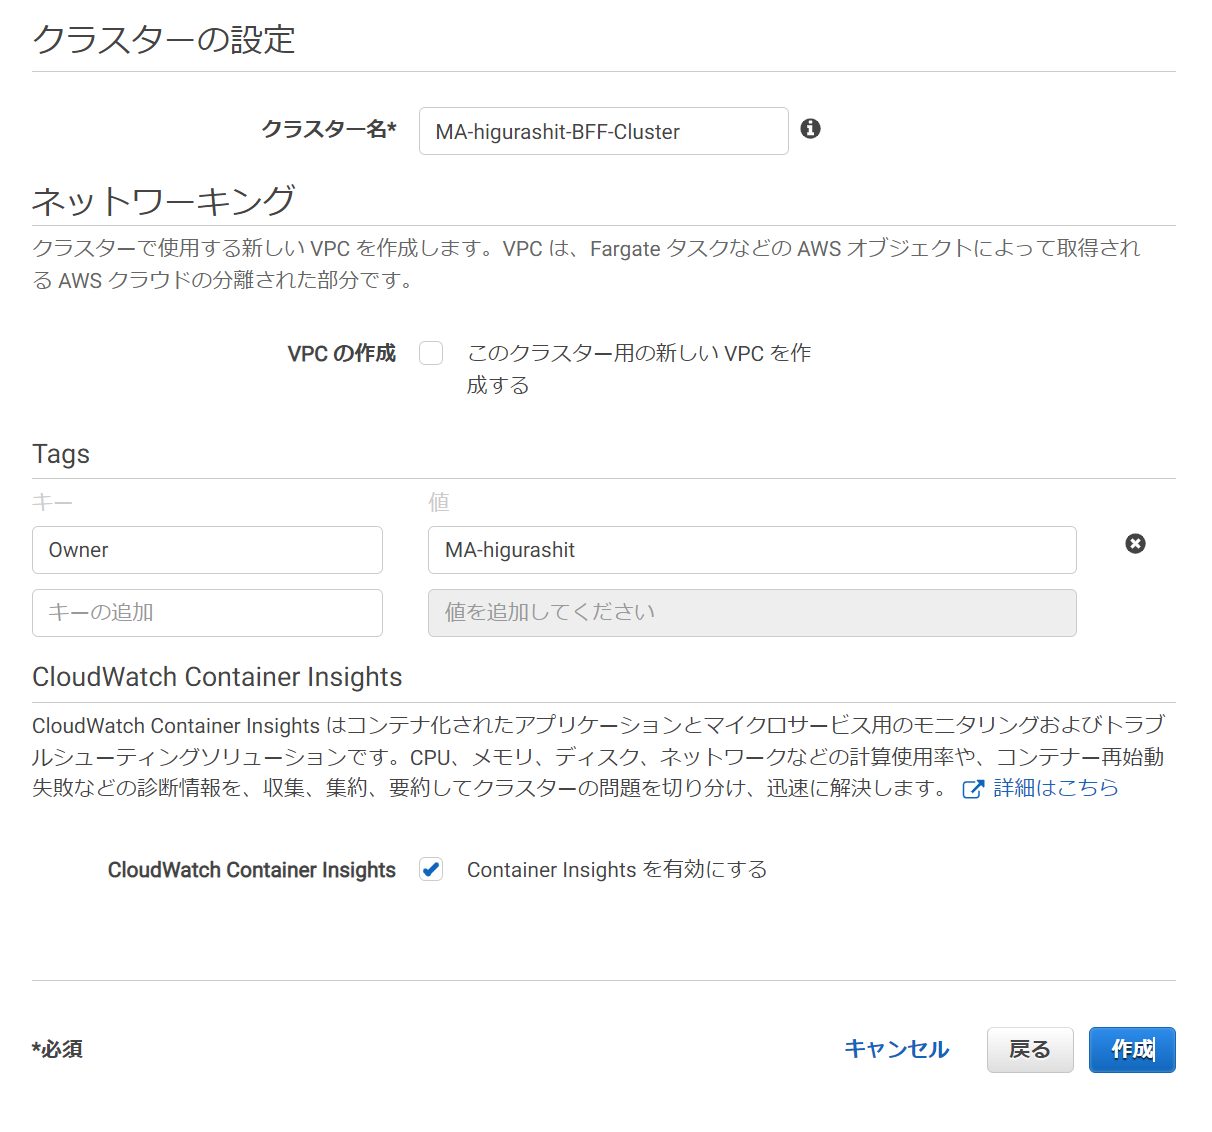 クラスターの設定
クラスター名*
MA-higurashit-BFF-Cluster
ネットワーキング
クラスターで使用する新しい VPC を作成します。VPC は、Fargate タスクなどの AWS オブジェクトによって取得され
る AWS クラウドの分離された部分です。
VPC の作成
このクラスター用の新しい VPC を作
成する
Tags
キー
値
Owner
MA-higurashit
キーの追加
値を追加してください
CloudWatch Container Insights
CloudWatch Container Insights はコンテナ化されたアプリケーションとマイクロサービス用のモニタリングおよびトラブ
ルシューティングソリューションです。CPU、メモリ、ディスク、ネットワークなどの計算使用率や、コンテナー再始動
失敗などの診断情報を、収集、集約、要約してクラスターの問題を切り分け、迅速に解決します。 詳細はこちら
CloudWatch Container Insights
Container Insights を有効にする
*必須
キャンセル
戻る
作成